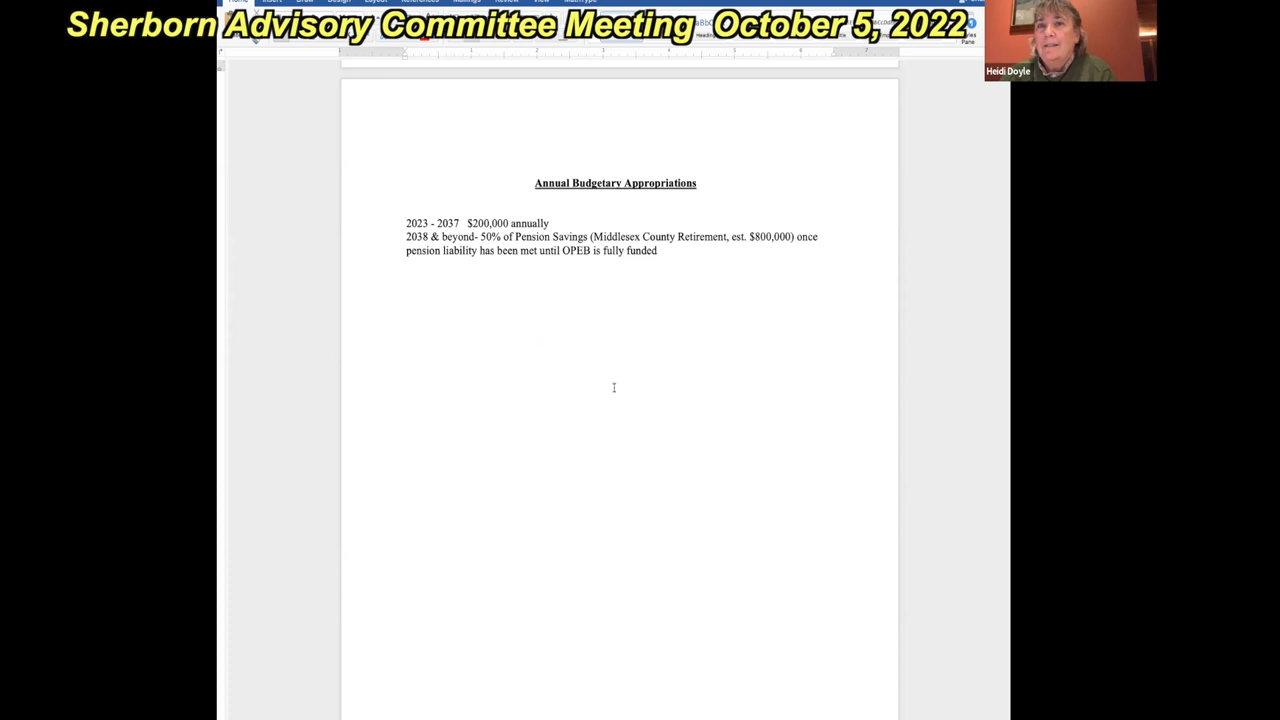 Sherborn Advisory Committee Meeting October 5, 2022
Heidi Doyle
Annual Budgetary Appropriations
2023 - 2037 $200,000 annually
2038 & beyond- 50% of Pension Savings (Middlesex County Retirement, est. $800,000) once
pension liability has been met until OPEB is fully funded